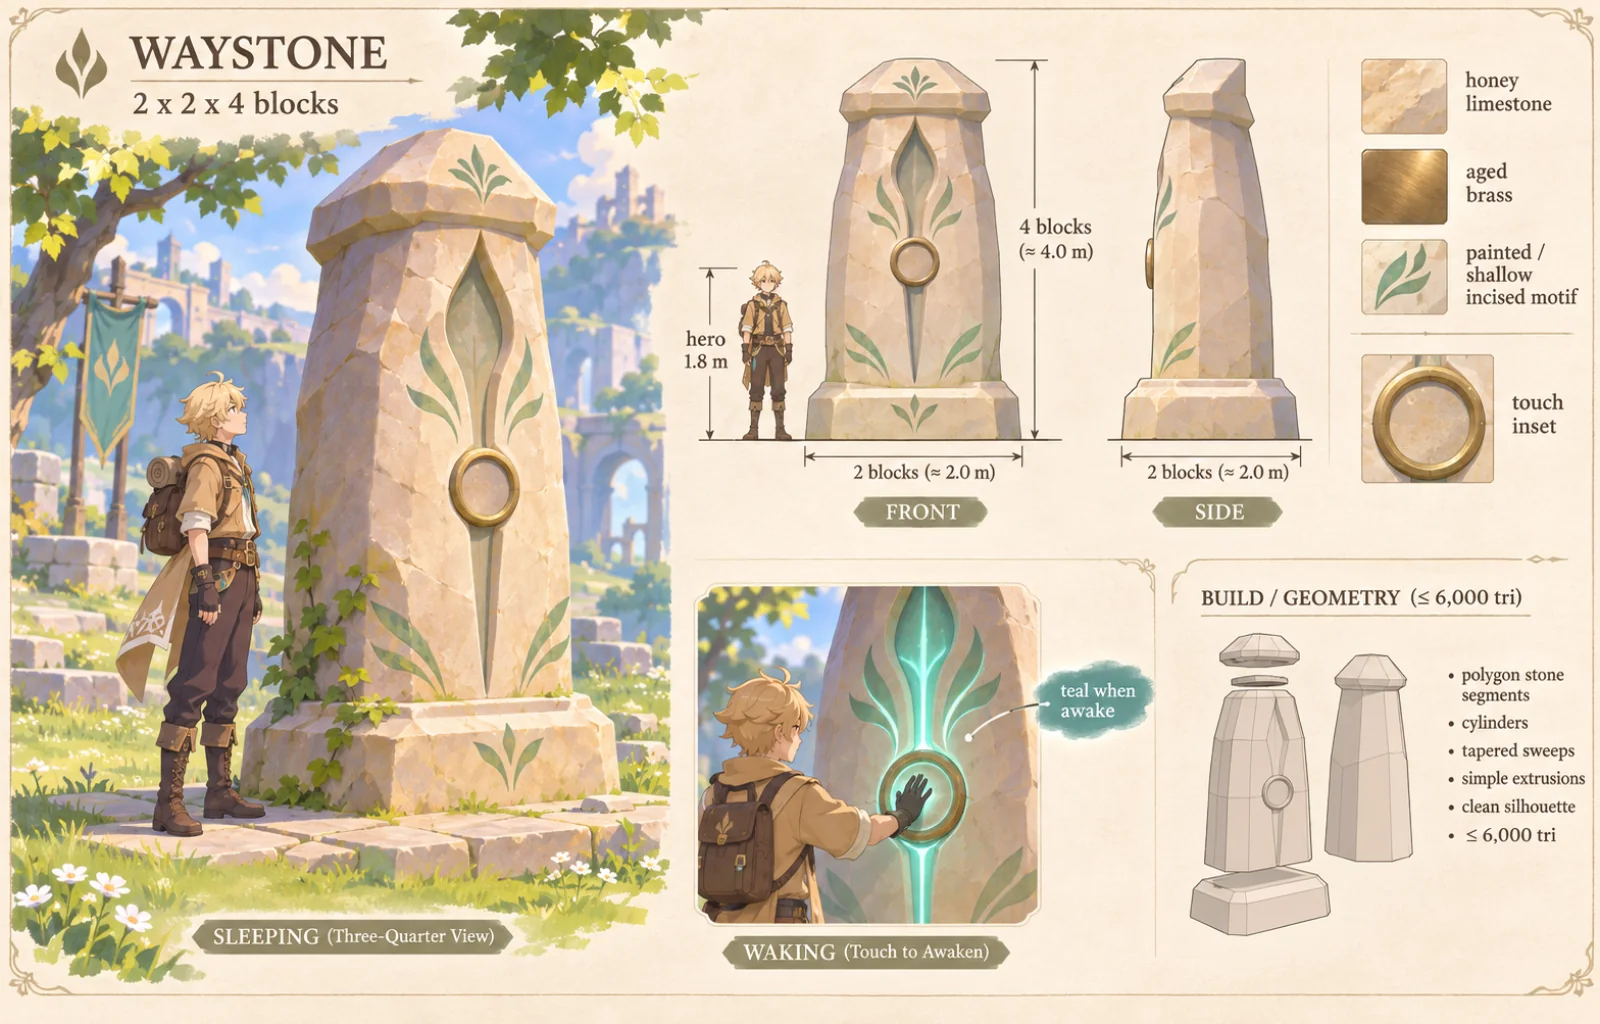 WAYSTONE
2 x 2 x 4 blocks
SLEEPING (Three-Quarter View)
hero
1.8 m
4 blocks
(≈ 4.0 m)
2 blocks (≈ 2.0 m)
FRONT
2 blocks (≈ 2.0 m)
SIDE
honey
limestone
aged
brass
painted /
shallow
incised motif
touch
inset
teal when
awake
WAKING (Touch to Awaken)
BUILD / GEOMETRY (≤ 6,000 tri)
• polygon stone
segments
• cylinders
• tapered sweeps
• simple extrusions
• clean silhouette
• ≤ 6,000 tri